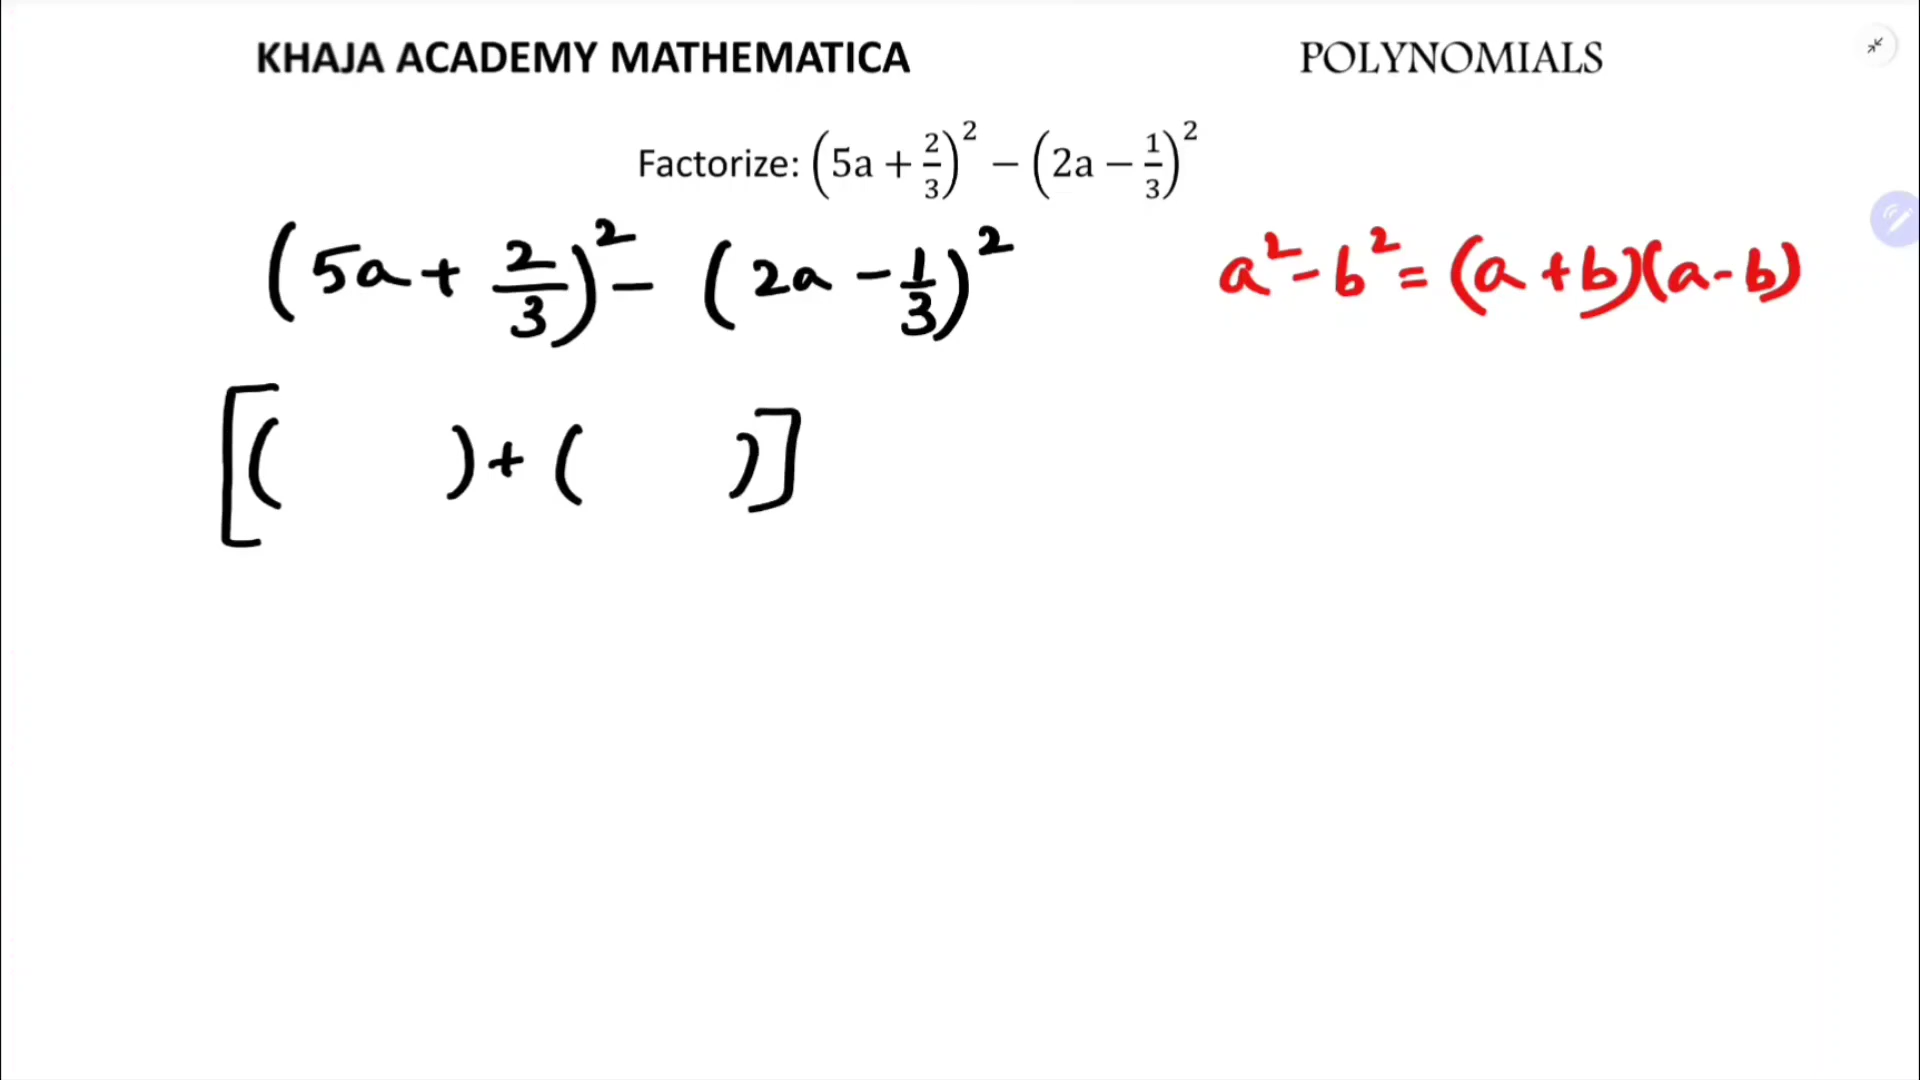 KHAJA ACADEMY MATHEMATICA POLYNOMIALS
Factorize: (5a + 2/3)² − (2a − 1/3)²
(5a + 2/3)² − (2a − 1/3)² a² − b² = (a + b)(a − b)
[( ) + ( )]